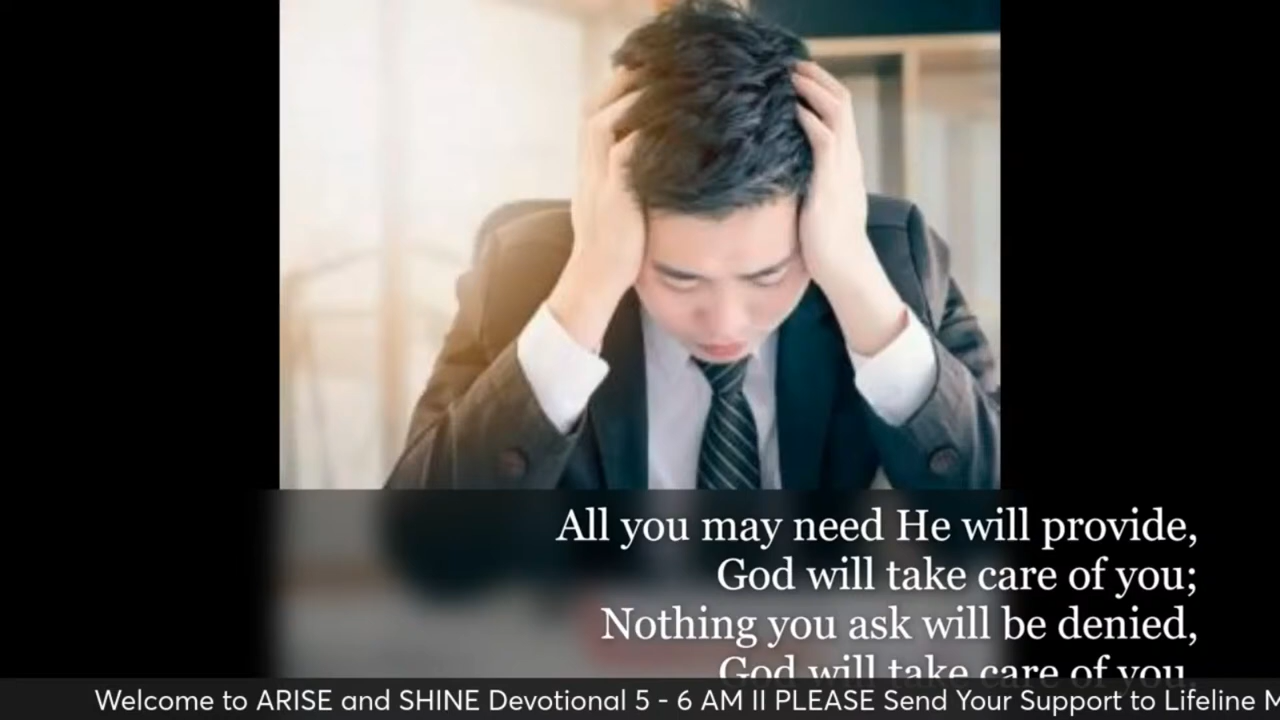 All you may need He will provide,
God will take care of you;
Nothing you ask will be denied,
God will take care of you.
Welcome to ARISE and SHINE Devotional 5 - 6 AM II PLEASE Send Your Support to Lifeline M